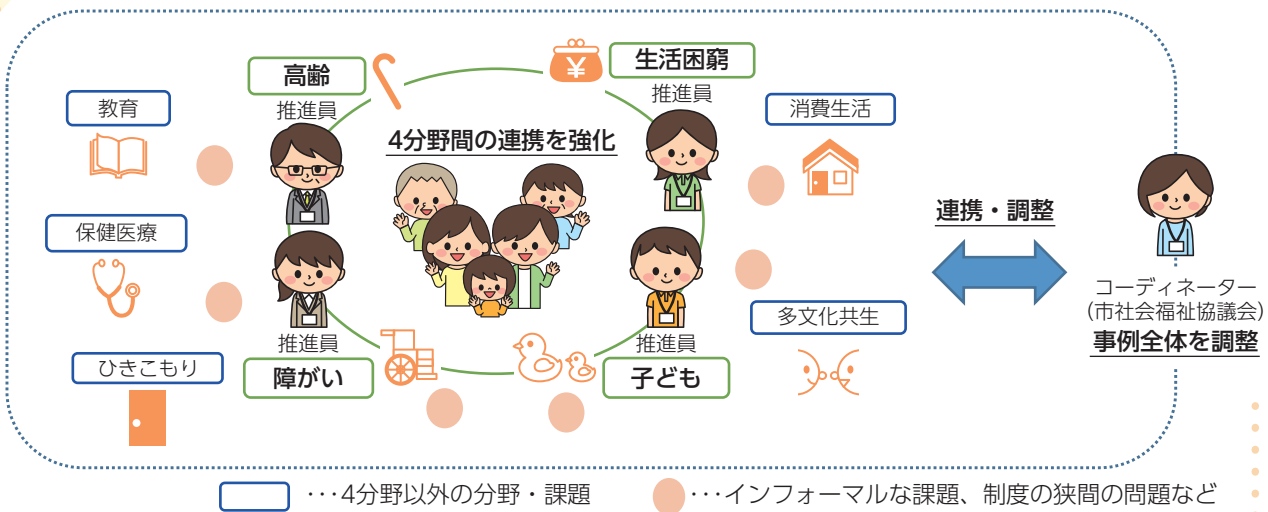 高齢
推進員
生活困窮
推進員
教育
消費生活
4分野間の連携を強化
保健医療
連携・調整
コーディネーター
(市社会福祉協議会)
事例全体を調整
多文化共生
推進員
障がい
推進員
子ども
ひきこもり
･･･4分野以外の分野・課題
･･･インフォーマルな課題、制度の狭間の問題など